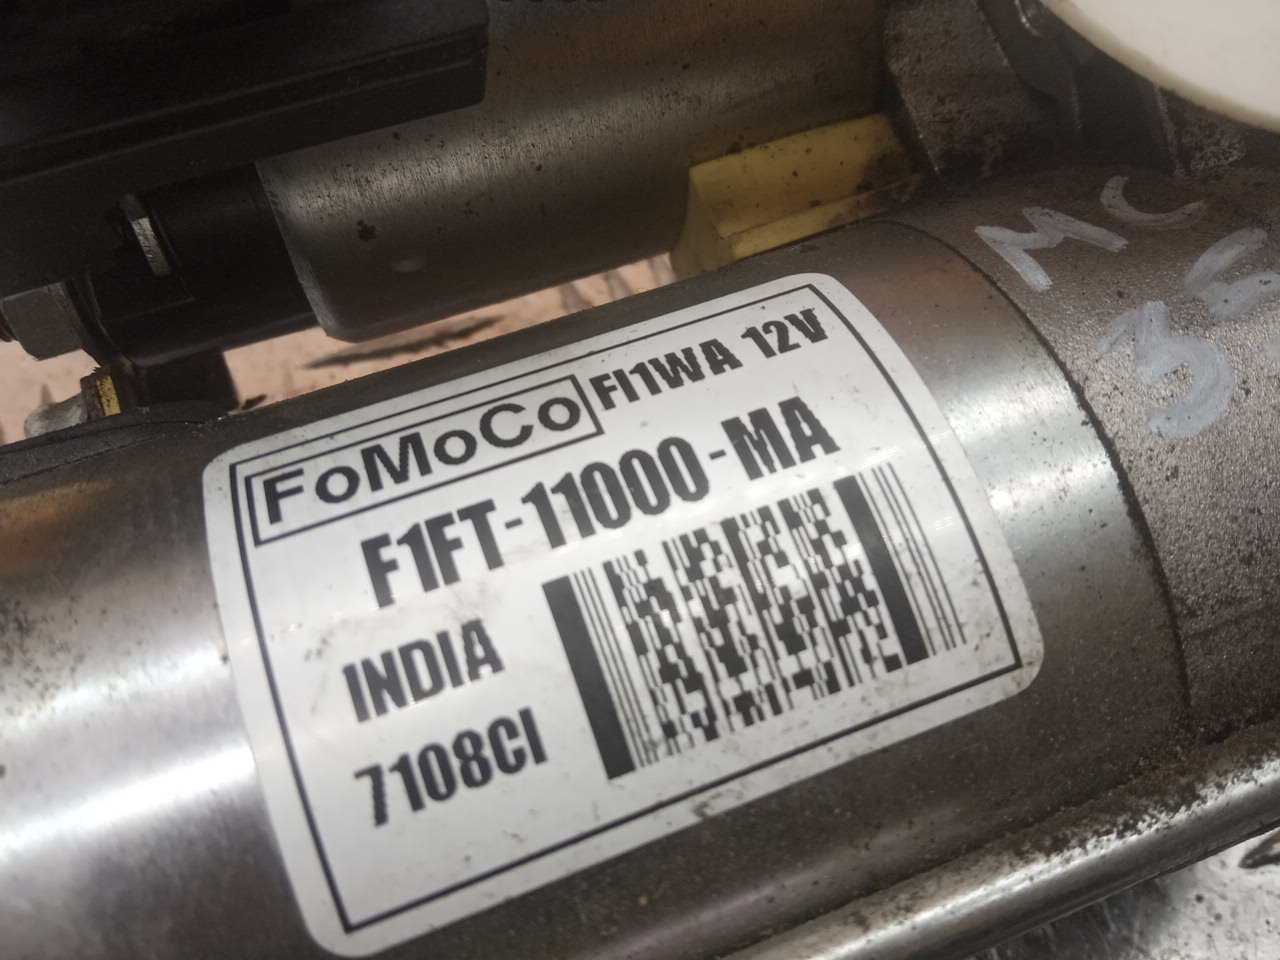 FoMoCo FI1WA 12V
F1FT-11000-MA
INDIA
7108CI
MC